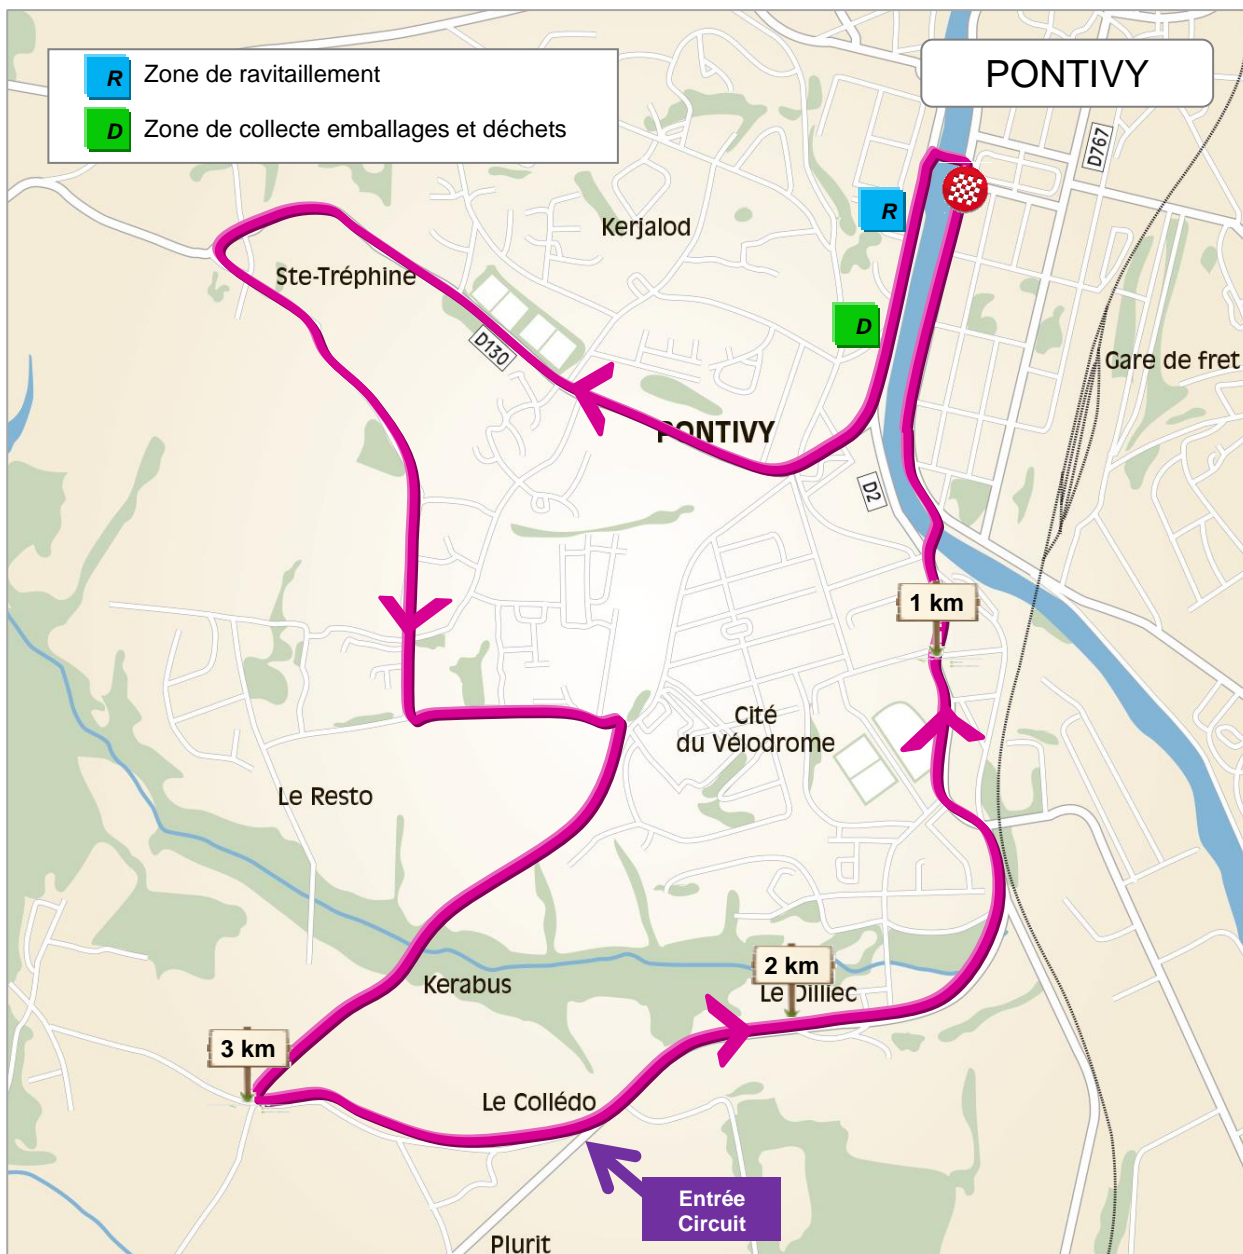 R Zone de ravitaillement
D Zone de collecte emballages et déchets
PONTIVY
D767
R
Kerjalod
Ste-Tréphine
D
D130
Gare de fret
PONTIVY
D2
1 km
Cité
du Vélodrome
Le Resto
2 km
Kerabus
Le Dilliec
3 km
Le Collédo
Entrée
Circuit
Plurit